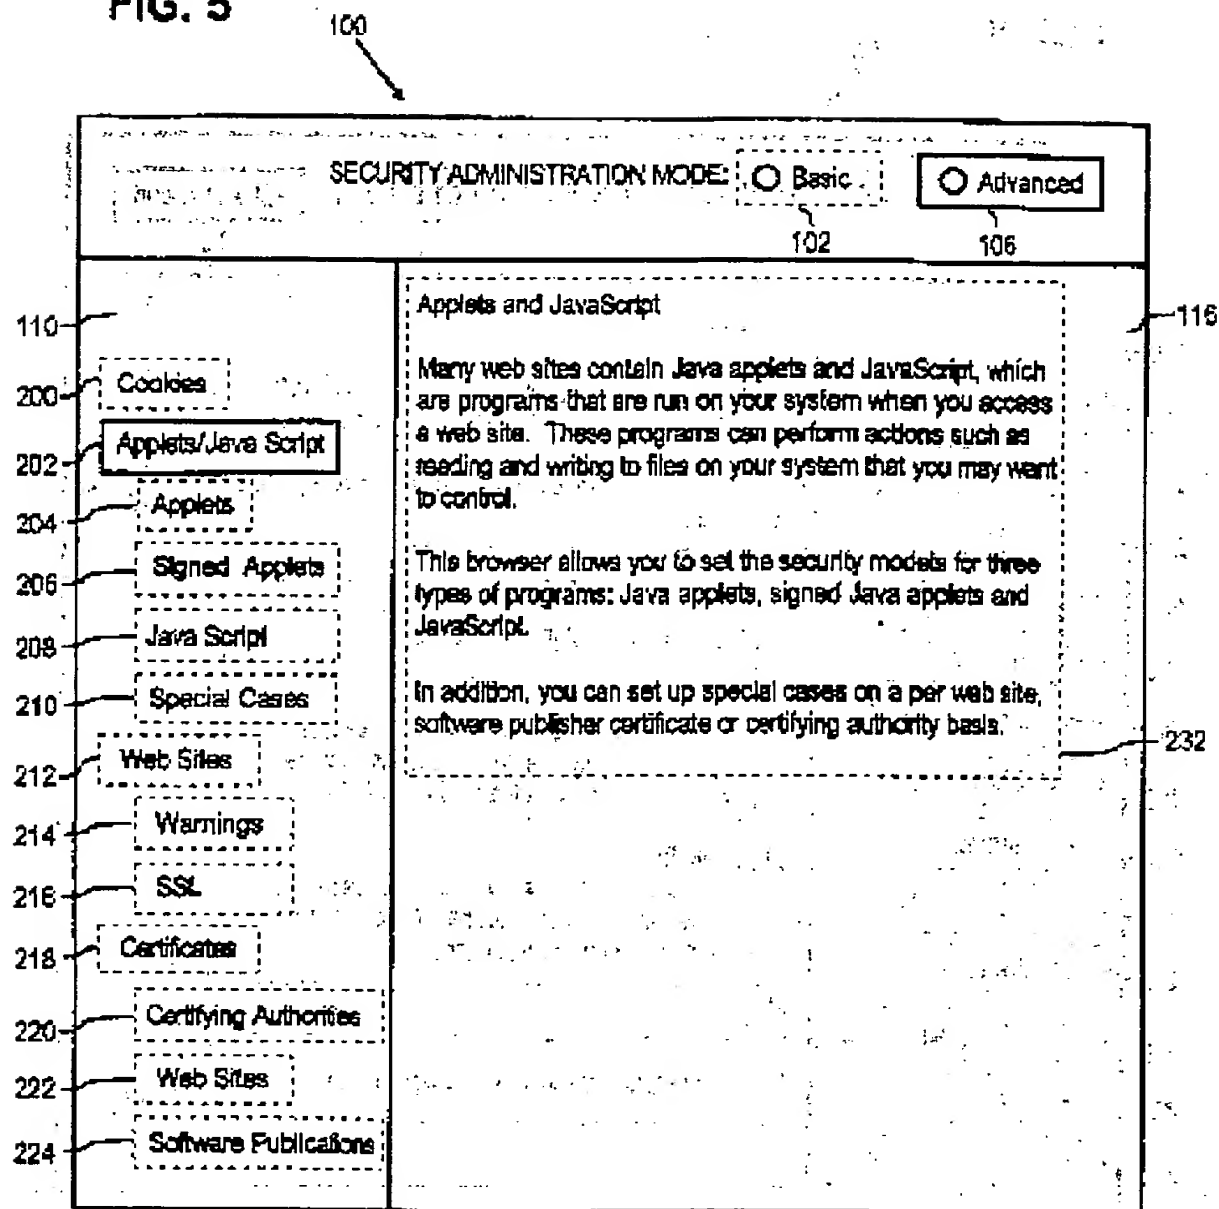 FIG. 5
100
SECURITY ADMINISTRATION MODE: Basic Advanced
102
106
110
116
200
Cookies
202
Applets/Java Script
204
Applets
206
Signed Applets
208
Java Script
210
Special Cases
212
Web Sites
214
Warnings
216
SSL
218
Certificates
220
Certifying Authorities
222
Web Sites
224
Software Publications
Applets and JavaScript
Many web sites contain Java applets and JavaScript, which
are programs that are run on your system when you access
a web site. These programs can perform actions such as
reading and writing to files on your system that you may want
to control.
This browser allows you to set the security models for three
types of programs: Java applets, signed Java applets and
JavaScript.
In addition, you can set up special cases on a per web site,
software publisher certificate or certifying authority basis.
232